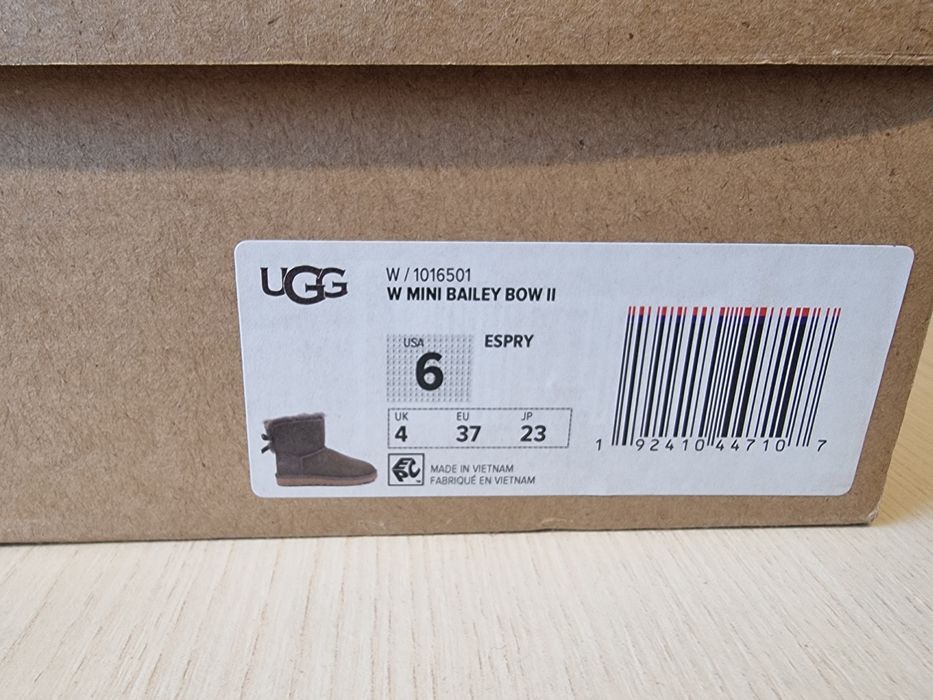 UGG
W / 1016501
W MINI BAILEY BOW II
USA
6
ESPRY
UK EU JP
4 37 23
EPC
MADE IN VIETNAM
FABRIQUÉ EN VIETNAM
1 92410 44710 7